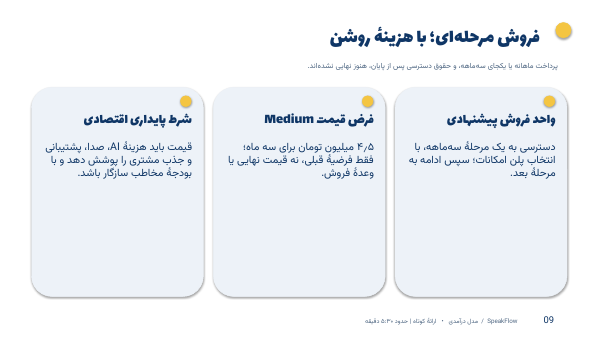 فروش مرحله‌ای؛ با هزینهٔ روشن
پرداخت ماهانه یا یکجای سه‌ماهه، و حقوق دسترسی پس از پایان، هنوز نهایی نشده‌اند.
واحد فروش پیشنهادی
دسترسی به یک مرحلهٔ سه‌ماهه، با
انتخاب پلن امکانات؛ سپس ادامه به
مرحلهٔ بعد.
فرض قیمت Medium
۴٫۵ میلیون تومان برای سه ماه؛
فقط فرضیهٔ قبلی، نه قیمت نهایی یا
وعدهٔ فروش.
شرط پایداری اقتصادی
قیمت باید هزینهٔ AI، صدا، پشتیبانی
و جذب مشتری را پوشش دهد و با
بودجهٔ مخاطب سازگار باشد.
SpeakFlow / مدل درآمدی • ارائهٔ کوتاه | حدود ۵:۳۰ دقیقه
09